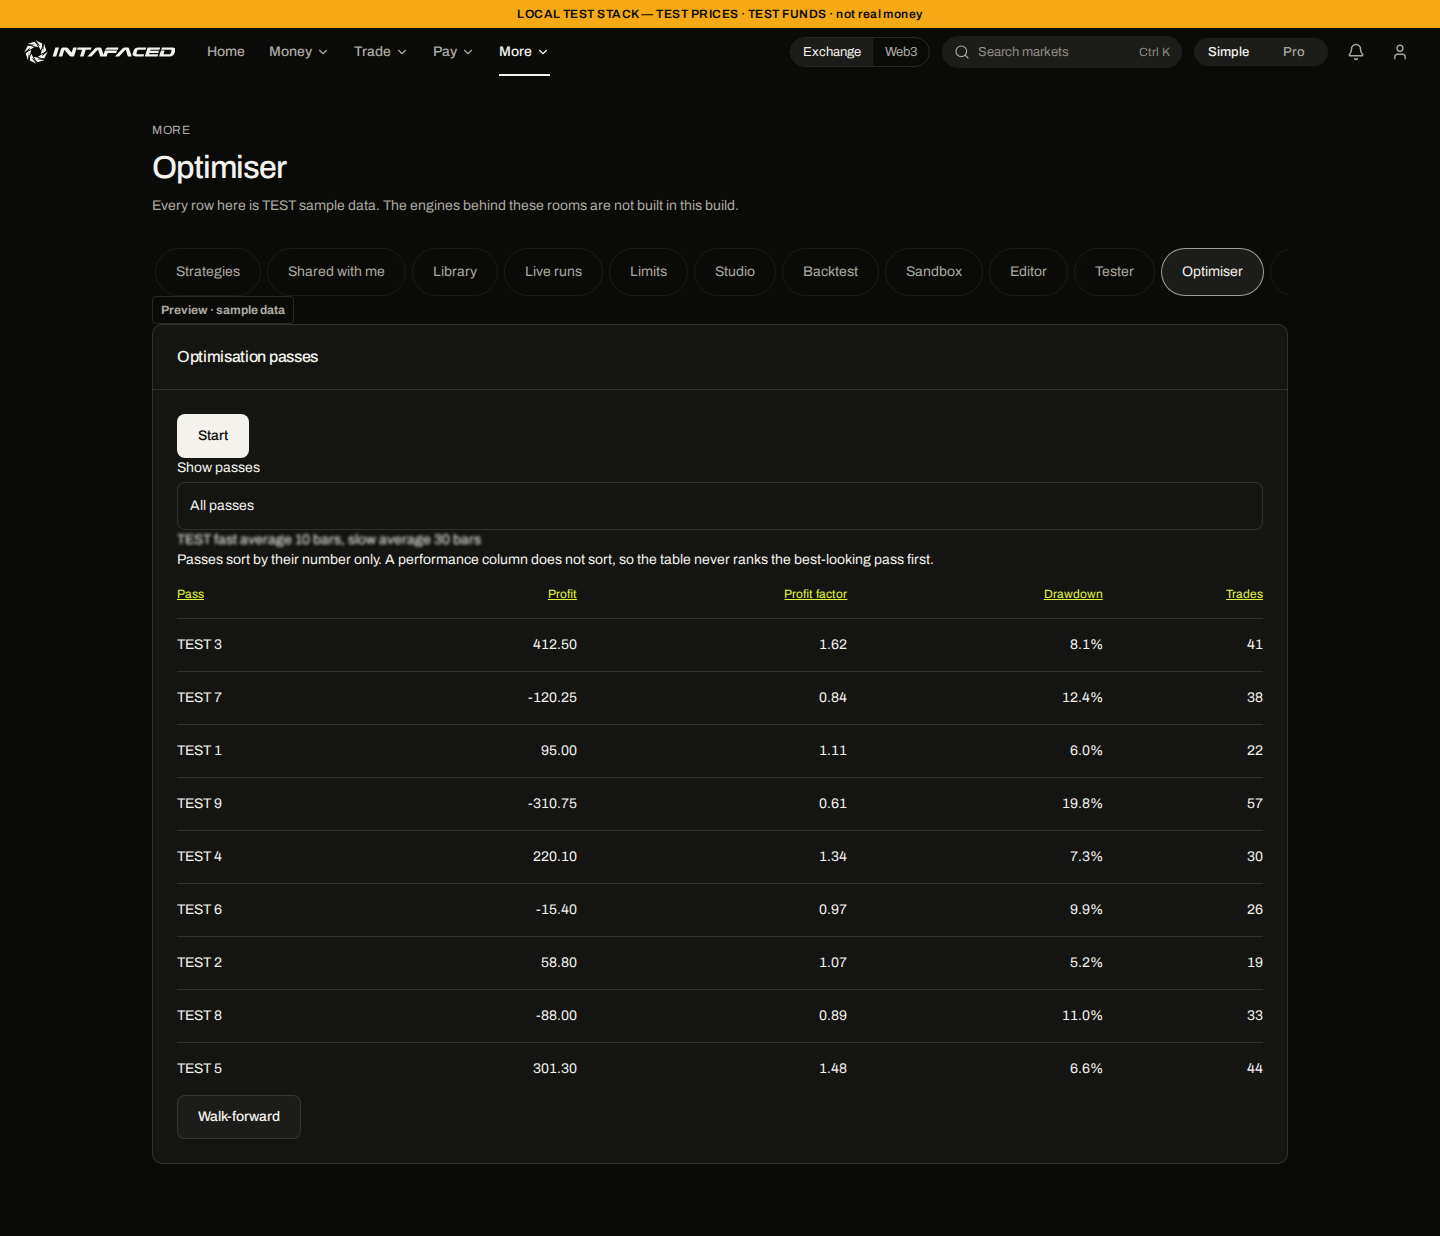 LOCAL TEST STACK — TEST PRICES · TEST FUNDS · not real money
INTAFACED Home Money Trade Pay More Exchange Web3 Search markets Ctrl K Simple Pro
MORE
Optimiser
Every row here is TEST sample data. The engines behind these rooms are not built in this build.
Strategies Shared with me Library Live runs Limits Studio Backtest Sandbox Editor Tester Optimiser
Preview · sample data
Optimisation passes
Start
Show passes
All passes
TEST fast average 10 bars, slow average 30 bars
Passes sort by their number only. A performance column does not sort, so the table never ranks the best-looking pass first.
Pass Profit Profit factor Drawdown Trades
TEST 3 412.50 1.62 8.1% 41
TEST 7 -120.25 0.84 12.4% 38
TEST 1 95.00 1.11 6.0% 22
TEST 9 -310.75 0.61 19.8% 57
TEST 4 220.10 1.34 7.3% 30
TEST 6 -15.40 0.97 9.9% 26
TEST 2 58.80 1.07 5.2% 19
TEST 8 -88.00 0.89 11.0% 33
TEST 5 301.30 1.48 6.6% 44
Walk-forward